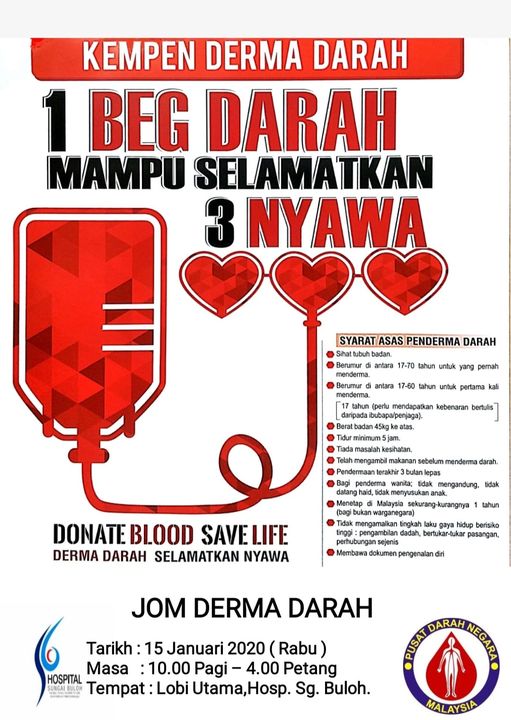 KEMPEN DERMA DARAH
1 BEG DARAH
MAMPU SELAMATKAN
3 NYAWA
SYARAT ASAS PENDERMA DARAH
Sihat tubuh badan.
Berumur di antara 17-70 tahun untuk yang pernah
menderma.
Berumur di antara 17-60 tahun untuk pertama kali
menderma.
17 tahun (perlu mendapatkan kebenaran bertulis
daripada ibubapa/penjaga).
Berat badan 45kg ke atas.
Tidur minimum 5 jam.
Tiada masalah kesihatan.
Telah mengambil makanan sebelum menderma darah.
Pendermaan terakhir 3 bulan lepas
Bagi penderma wanita; tidak mengandung, tidak
datang haid, tidak menyusukan anak.
Menetap di Malaysia sekurang-kurangnya 1 tahun
(bagi bukan warganegara)
Tidak mengamalkan tingkah laku gaya hidup berisiko
tinggi : pengambilan dadah, bertukar-tukar pasangan,
perhubungan sejenis
Membawa dokumen pengenalan diri
DONATE BLOOD SAVE LIFE
DERMA DARAH SELAMATKAN NYAWA
JOM DERMA DARAH
Tarikh : 15 Januari 2020 ( Rabu )
Masa : 10.00 Pagi – 4.00 Petang
Tempat : Lobi Utama,Hosp. Sg. Buloh.
HOSPITAL
SUNGAI BULOH
PUSAT DARAH NEGARA
MALAYSIA